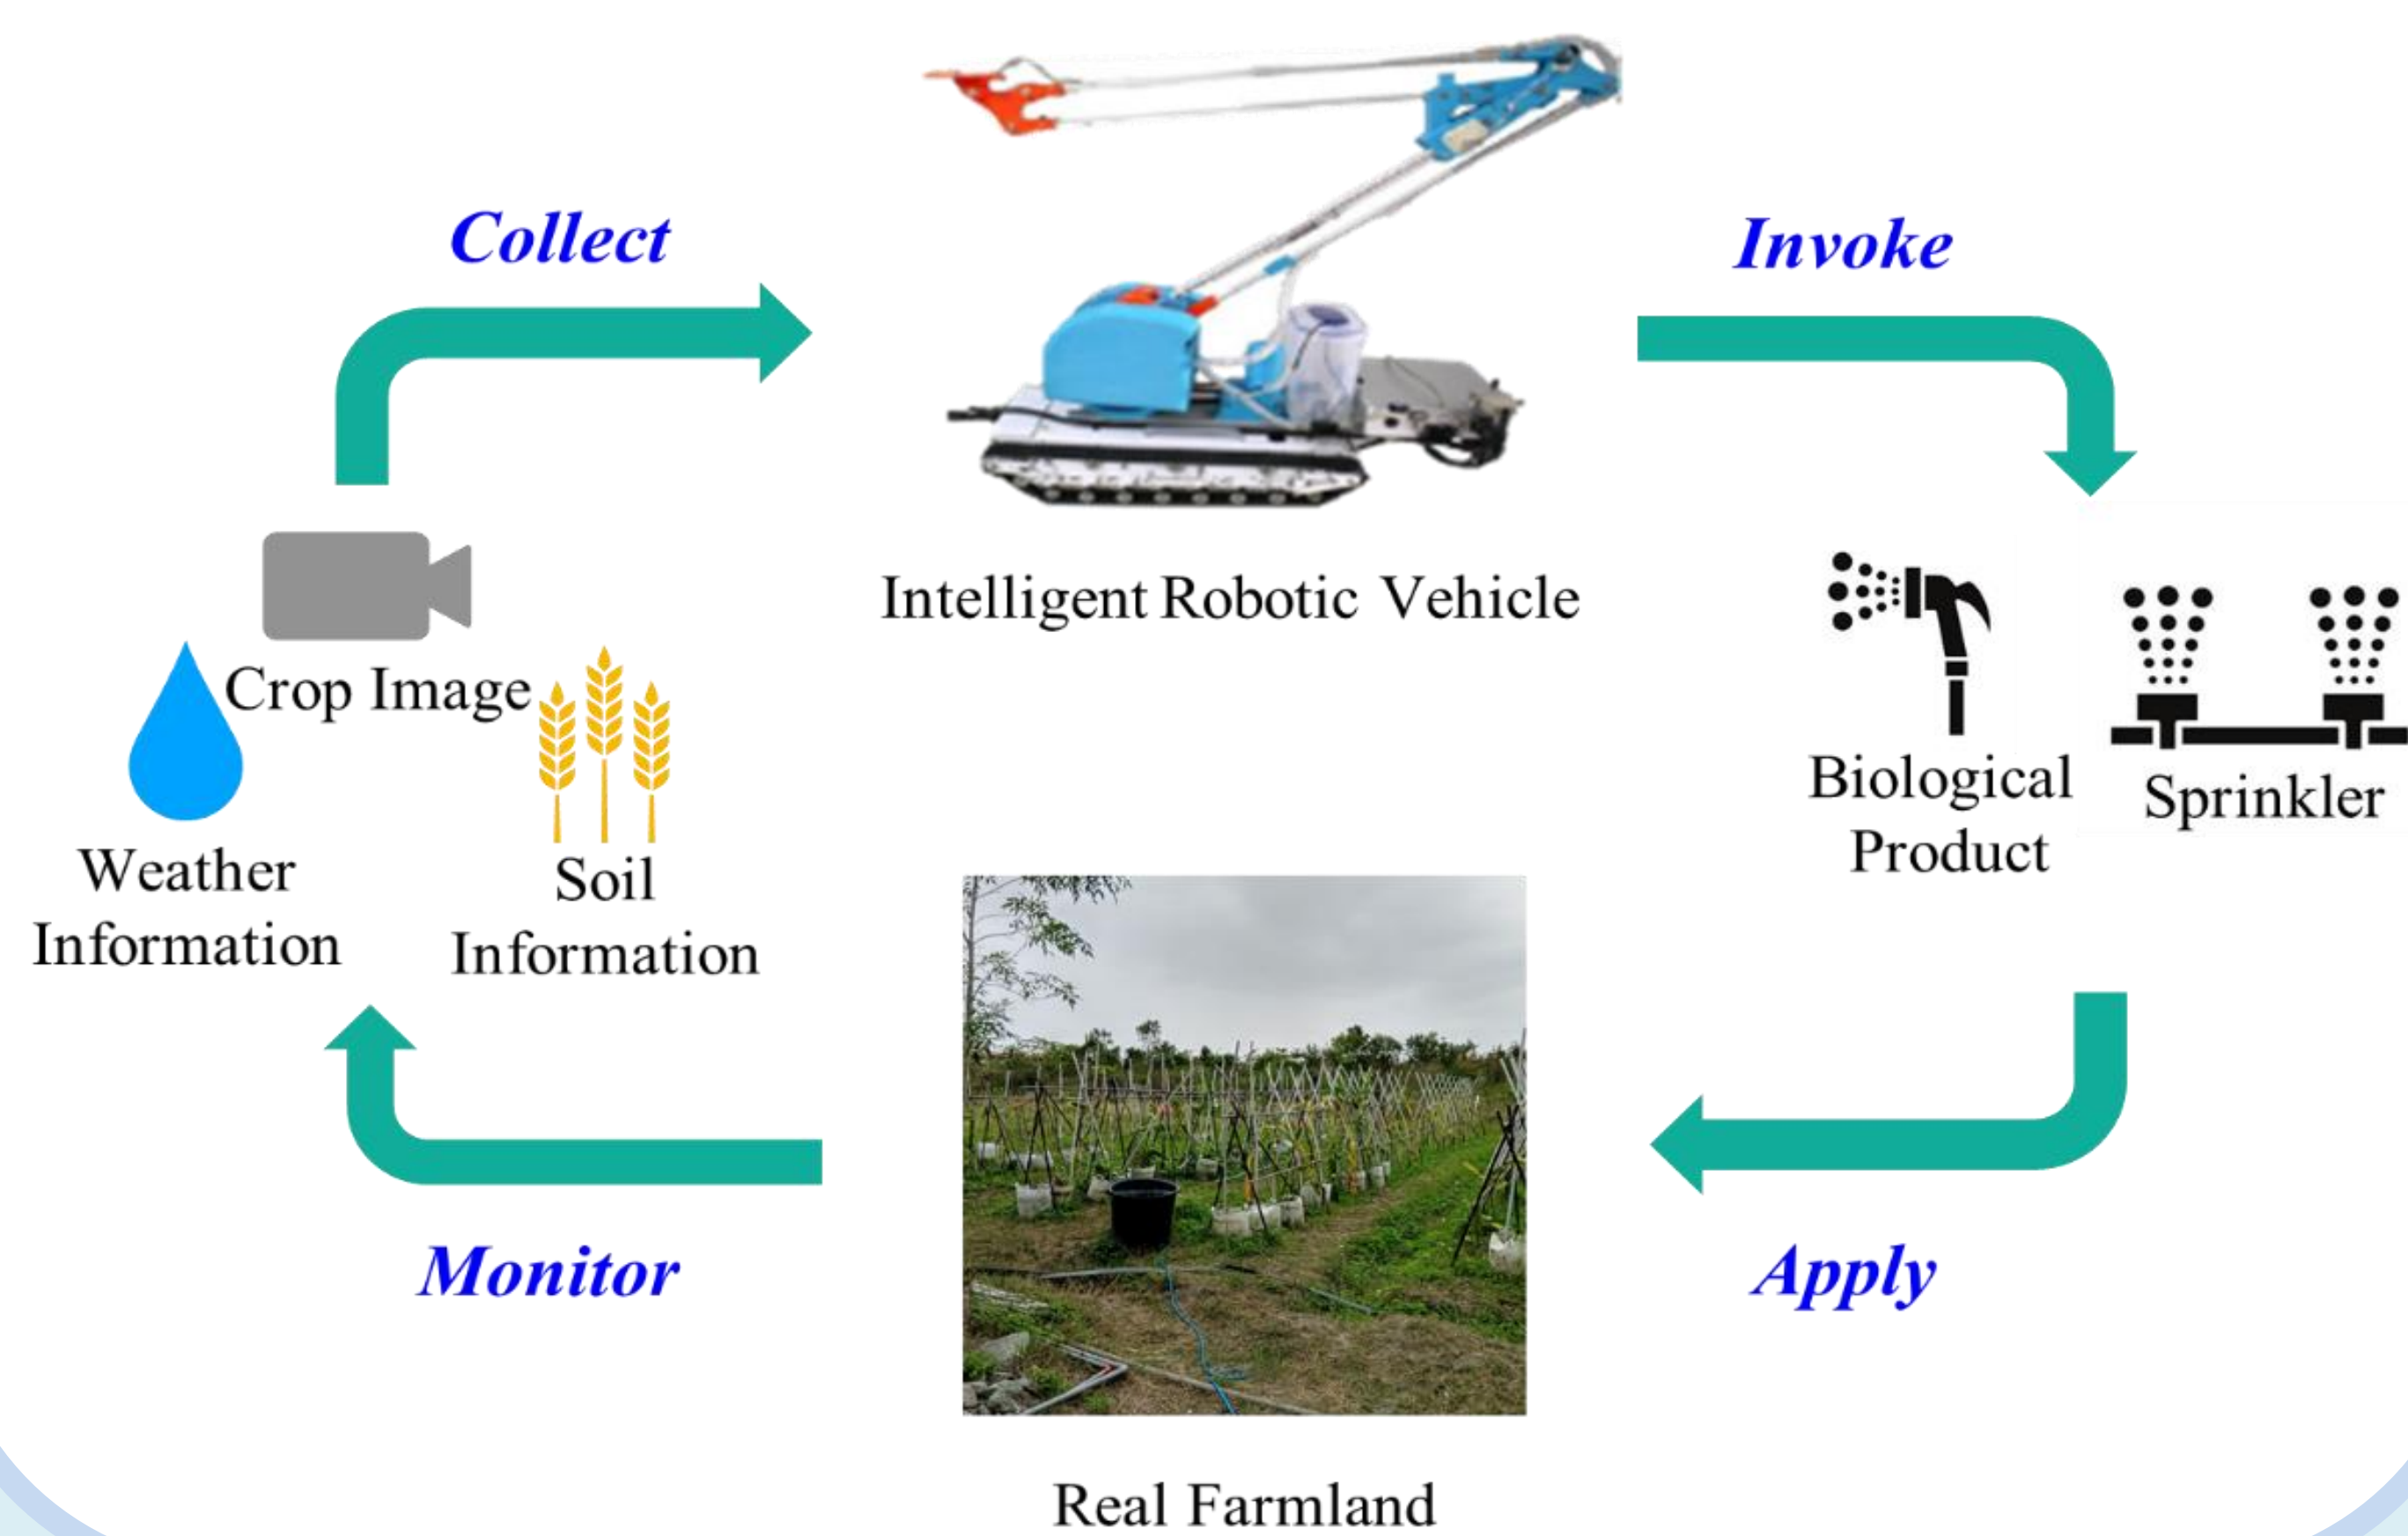 Collect
Invoke
Intelligent Robotic Vehicle
Crop Image
Weather
Information
Soil
Information
Biological
Product
Sprinkler
Monitor
Apply
Real Farmland